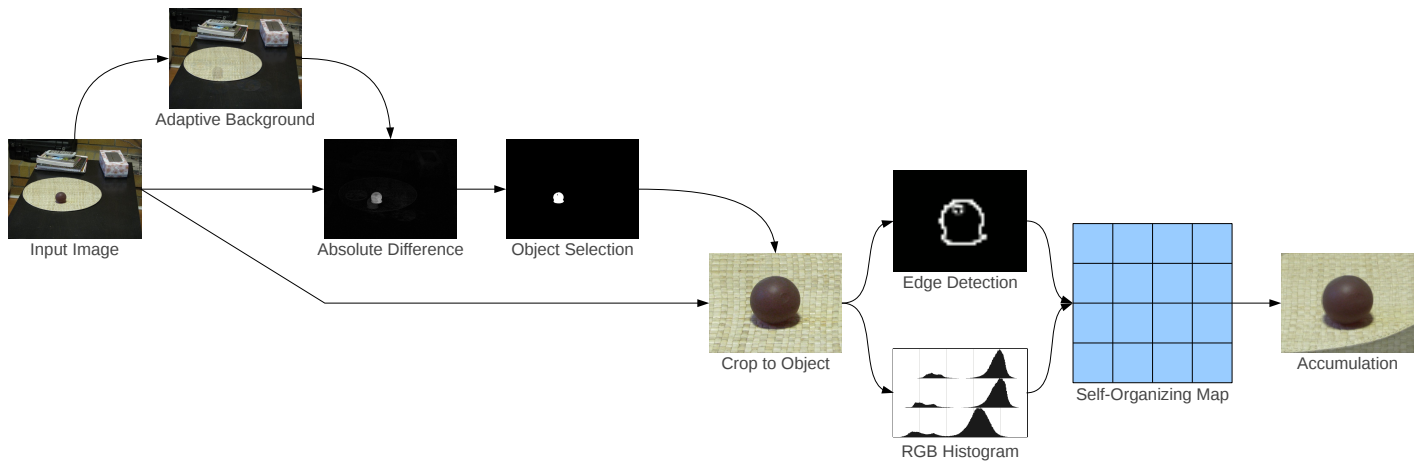 Adaptive Background
Input Image
Absolute Difference
Object Selection
Crop to Object
Edge Detection
RGB Histogram
Self-Organizing Map
Accumulation